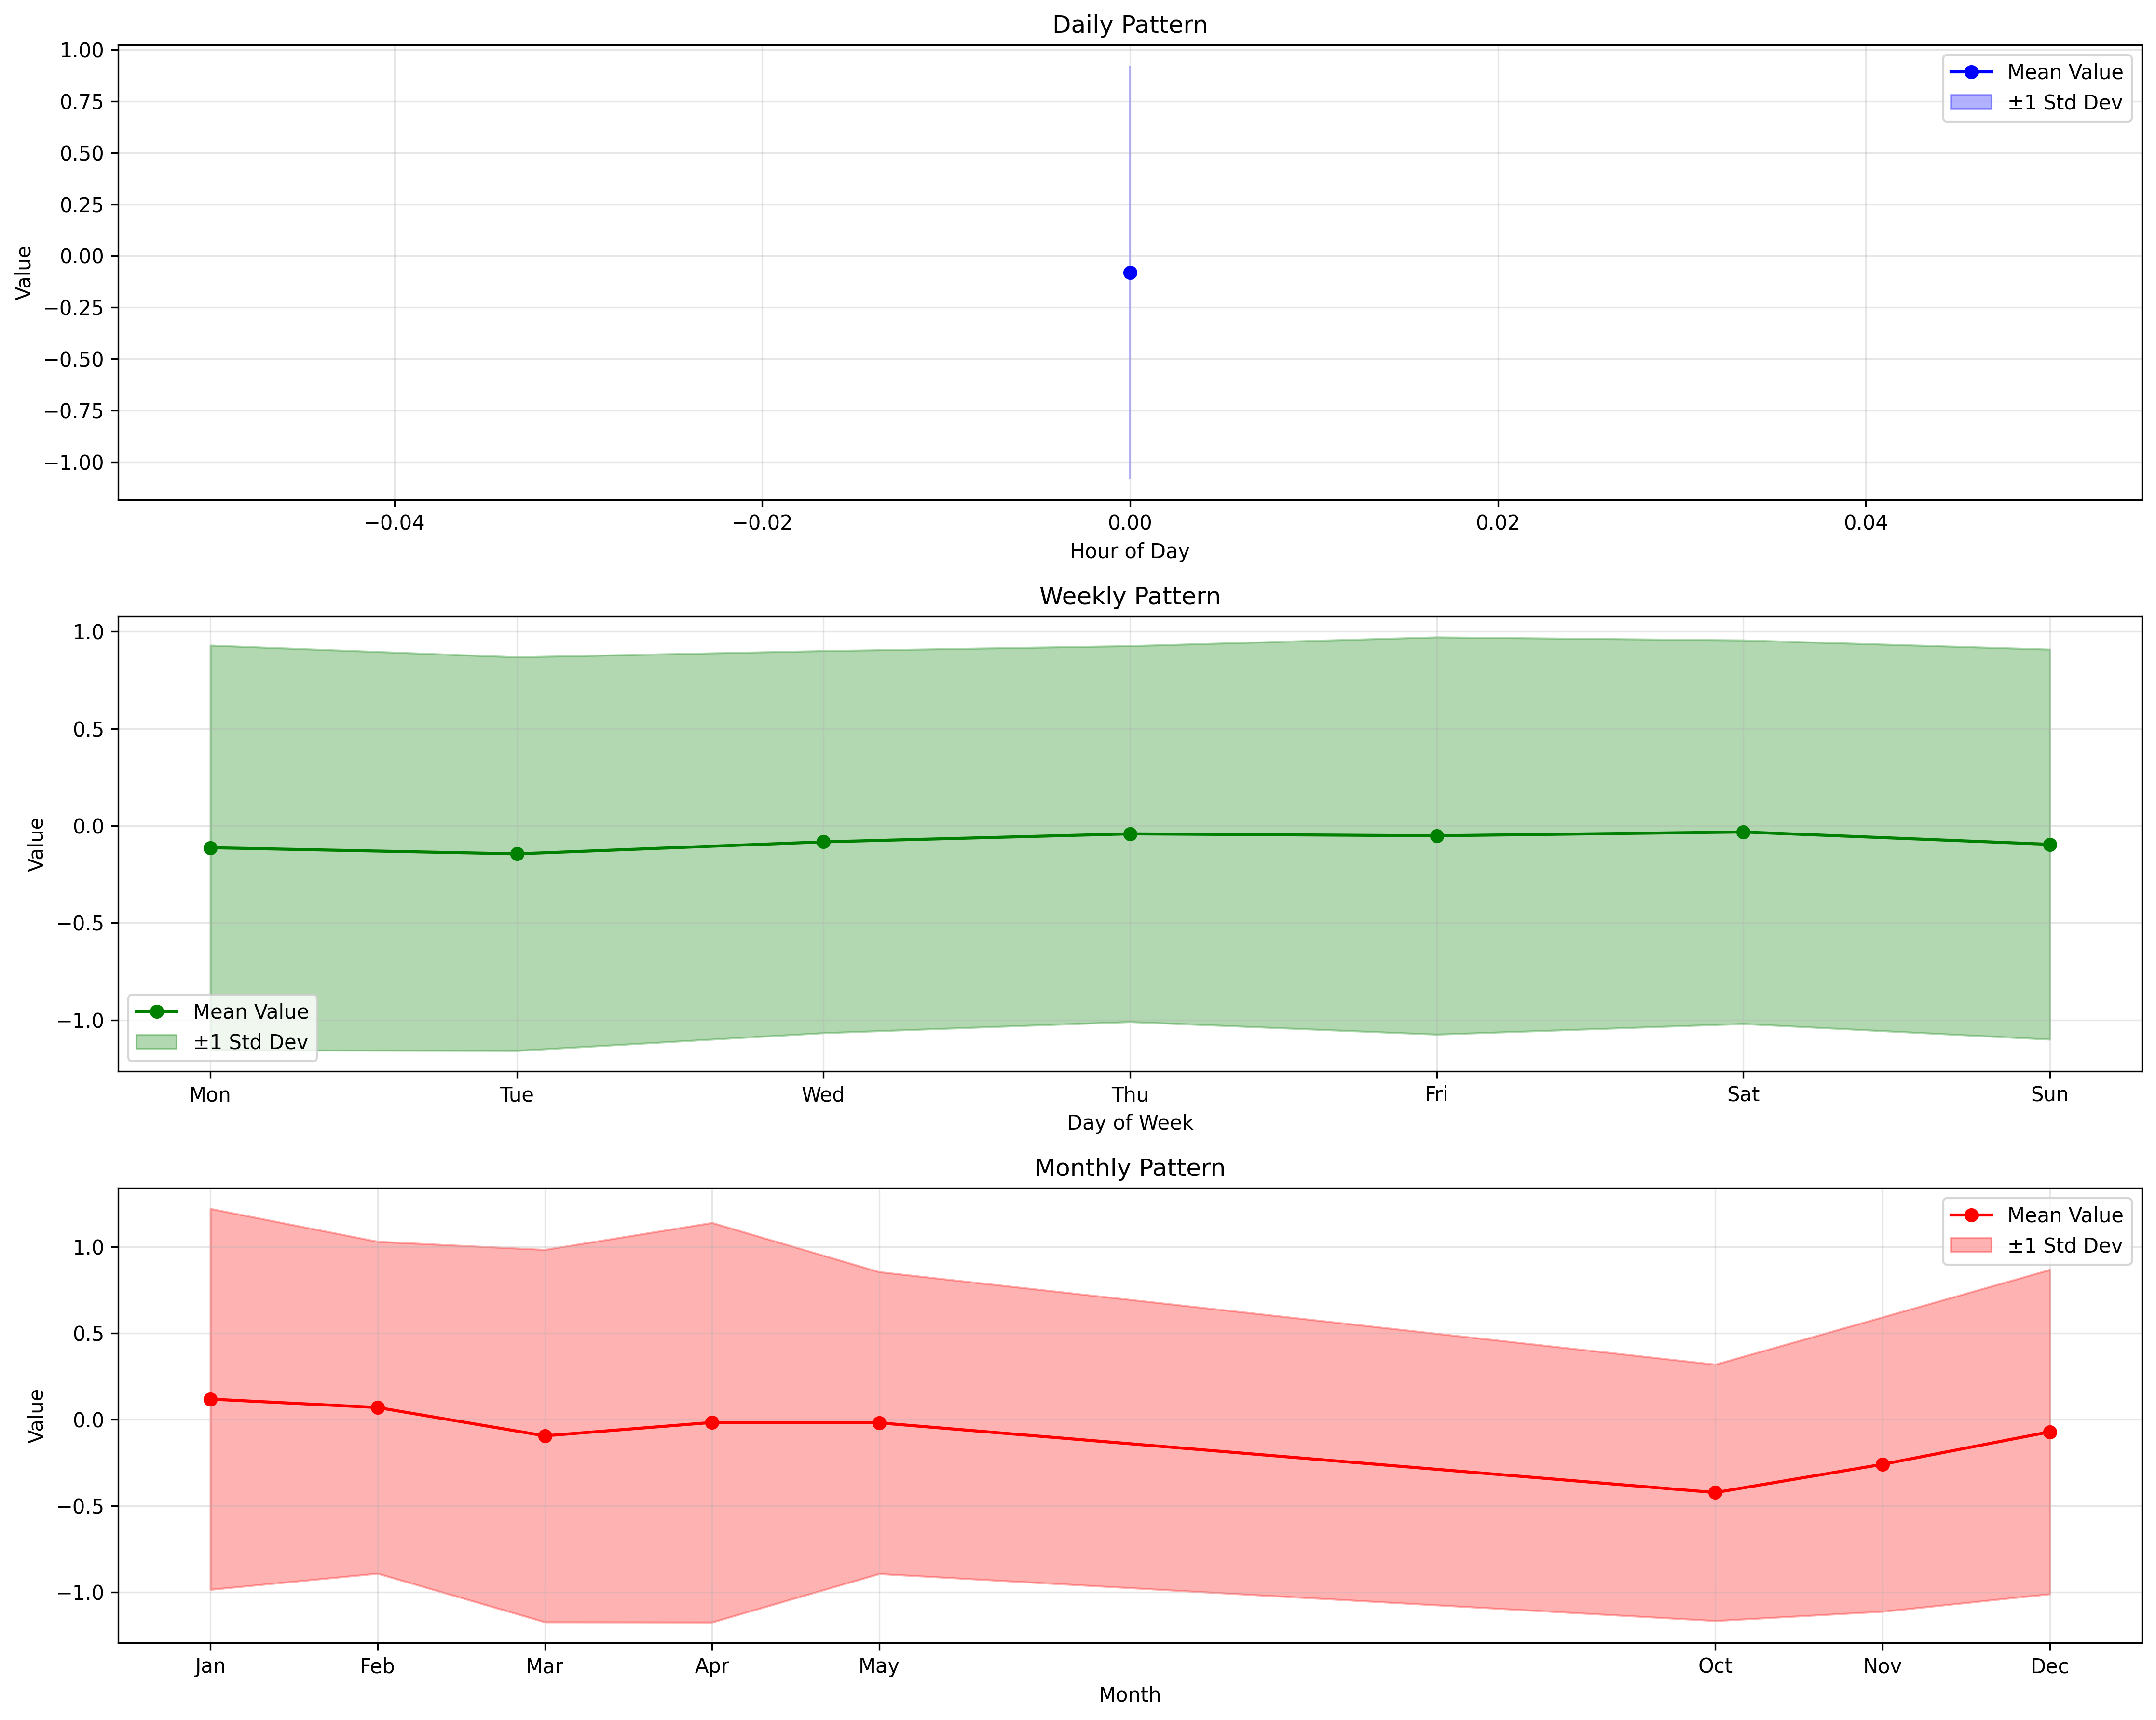 Daily Pattern
1.00
0.75
0.50
0.25
0.00
−0.25
−0.50
−0.75
−1.00
Value
Mean Value
±1 Std Dev
−0.04 −0.02 0.00 0.02 0.04
Hour of Day
Weekly Pattern
1.0
0.5
0.0
−0.5
−1.0
Value
Mean Value
±1 Std Dev
Mon Tue Wed Thu Fri Sat Sun
Day of Week
Monthly Pattern
1.0
0.5
0.0
−0.5
−1.0
Value
Mean Value
±1 Std Dev
Jan Feb Mar Apr May Oct Nov Dec
Month